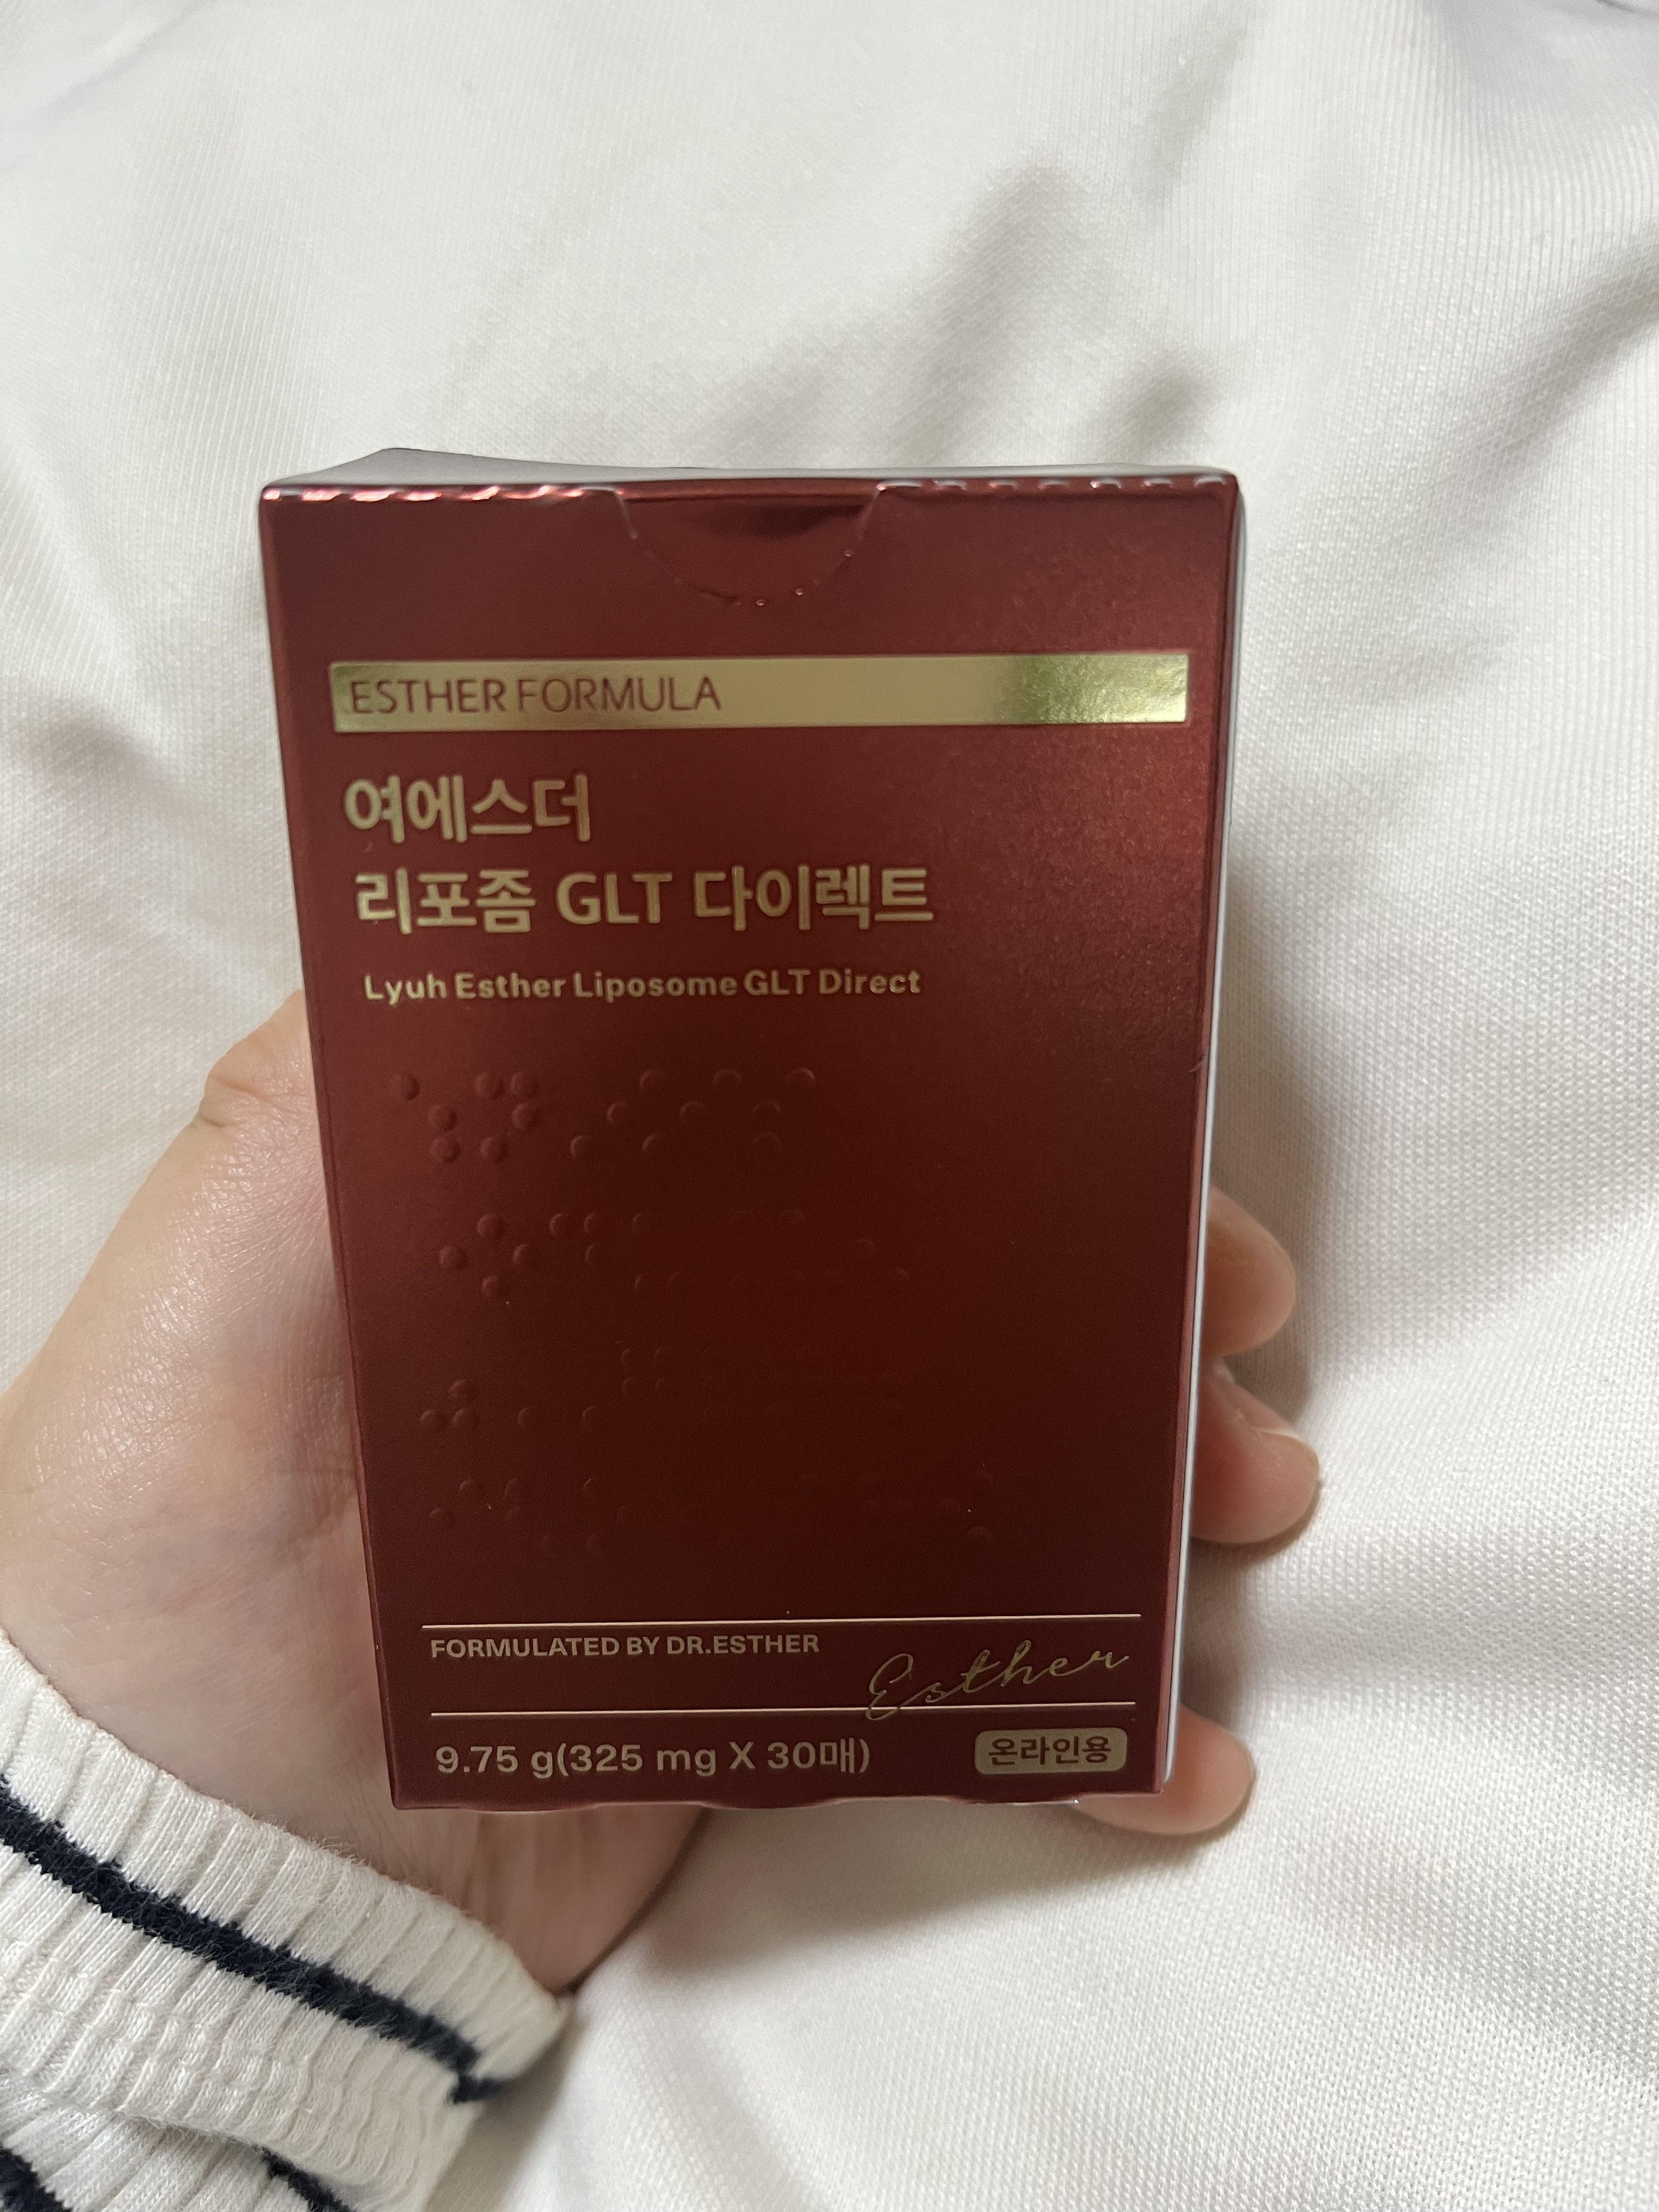 ESTHER FORMULA
여에스더
리포좀 GLT 다이렉트
Lyuh Esther Liposome GLT Direct
FORMULATED BY DR.ESTHER
Esther
9.75 g(325 mg X 30매)
온라인용